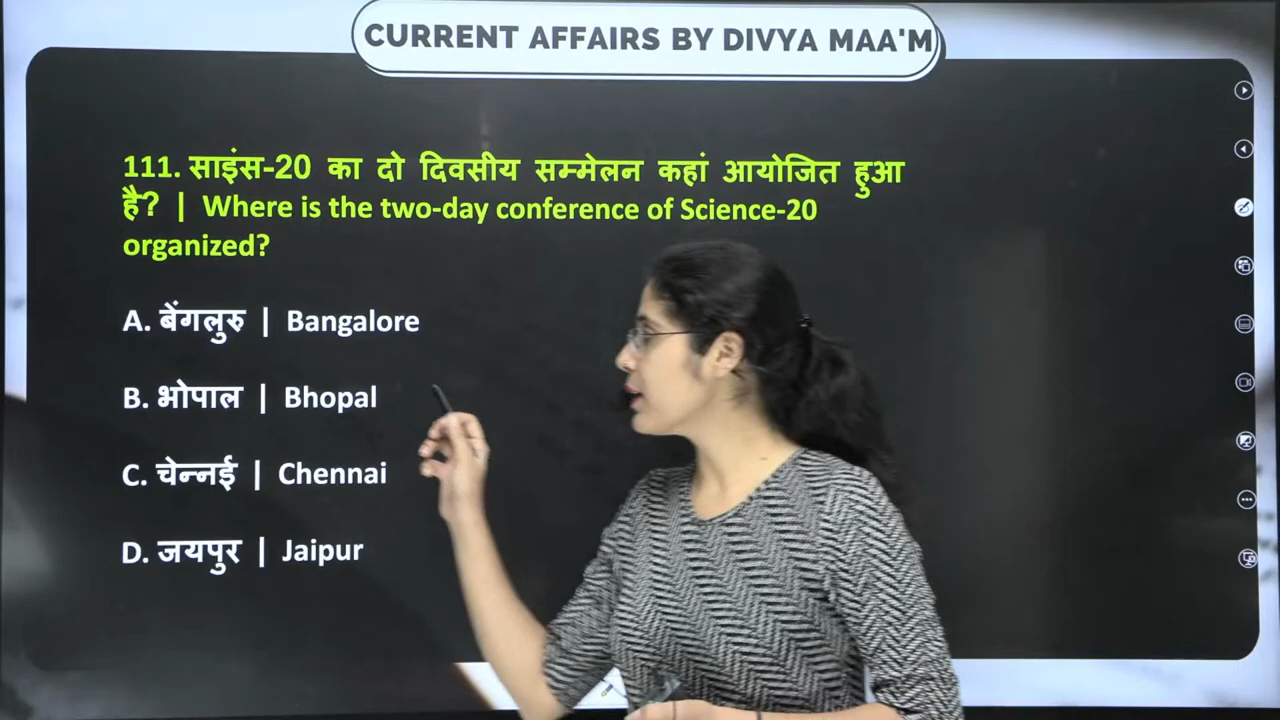 CURRENT AFFAIRS BY DIVYA MAA'M
111. साइंस-20 का दो दिवसीय सम्मेलन कहां आयोजित हुआ
है? | Where is the two-day conference of Science-20
organized?
A. बेंगलुरु | Bangalore
B. भोपाल | Bhopal
C. चेन्नई | Chennai
D. जयपुर | Jaipur